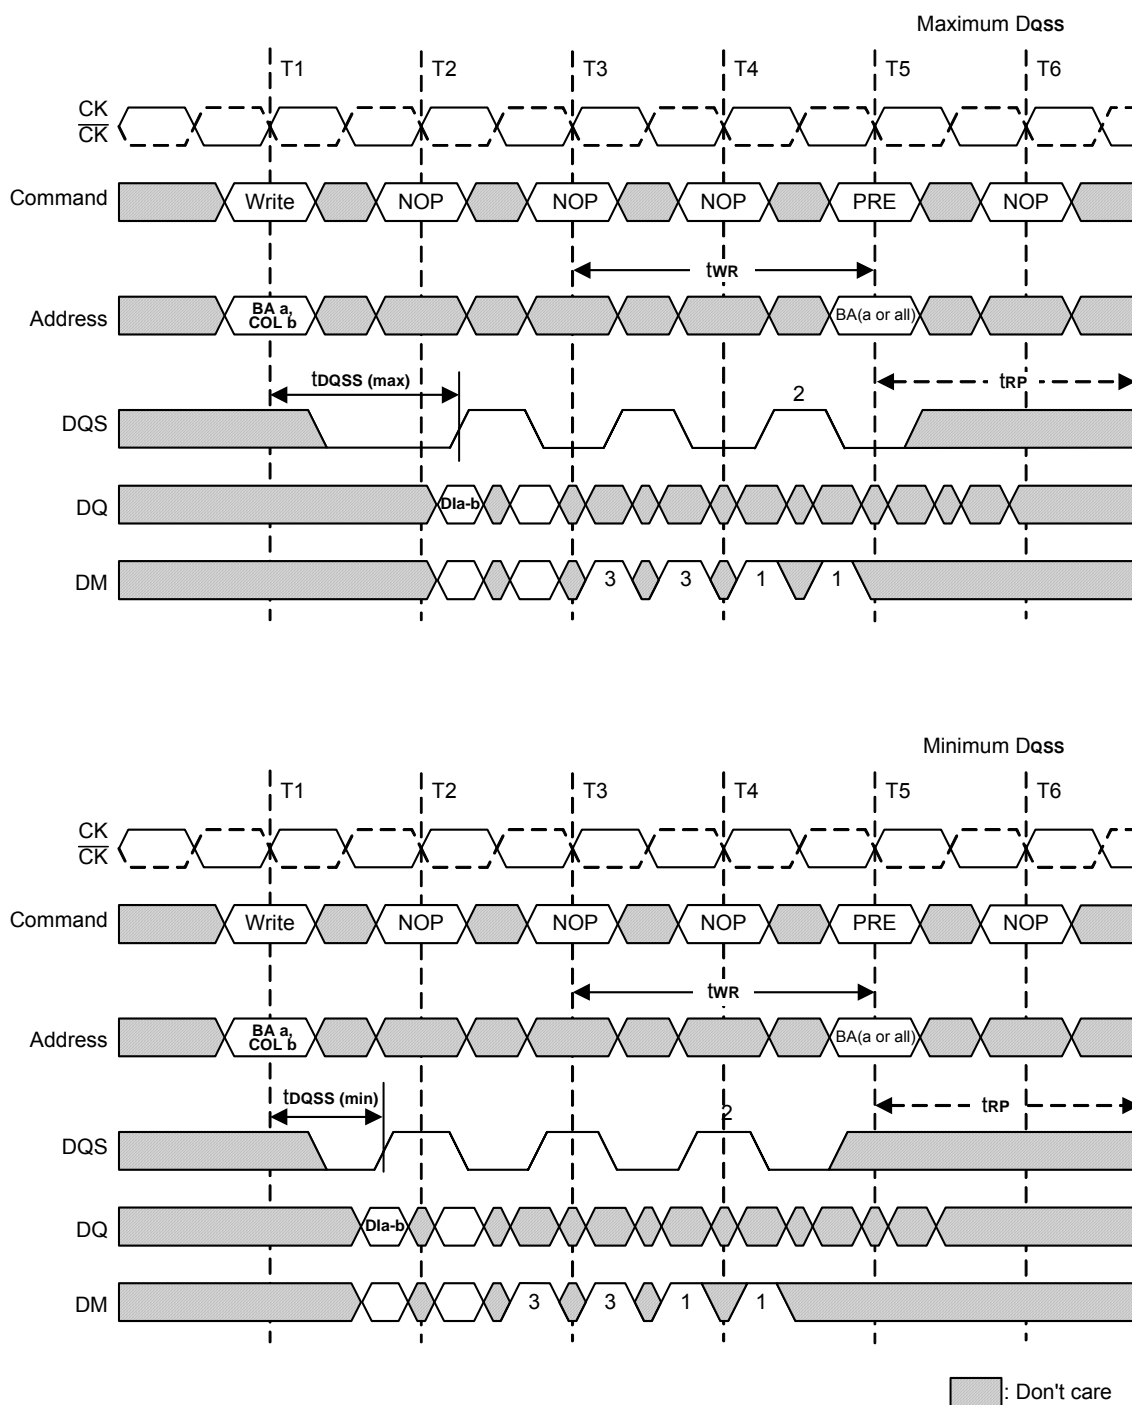 Maximum DQSS
T1 T2 T3 T4 T5 T6
CK
CK
Command Write NOP NOP NOP PRE NOP
tWR
Address BA a, COL b BA(a or all)
tDQSS (max) tRP
DQS 2
DQ DIa-b
DM 3 3 1 1
Minimum DQSS
T1 T2 T3 T4 T5 T6
CK
CK
Command Write NOP NOP NOP PRE NOP
tWR
Address BA a, COL b BA(a or all)
tDQSS (min) tRP
DQS 2
DQ DIa-b
DM 3 3 1 1
: Don't care